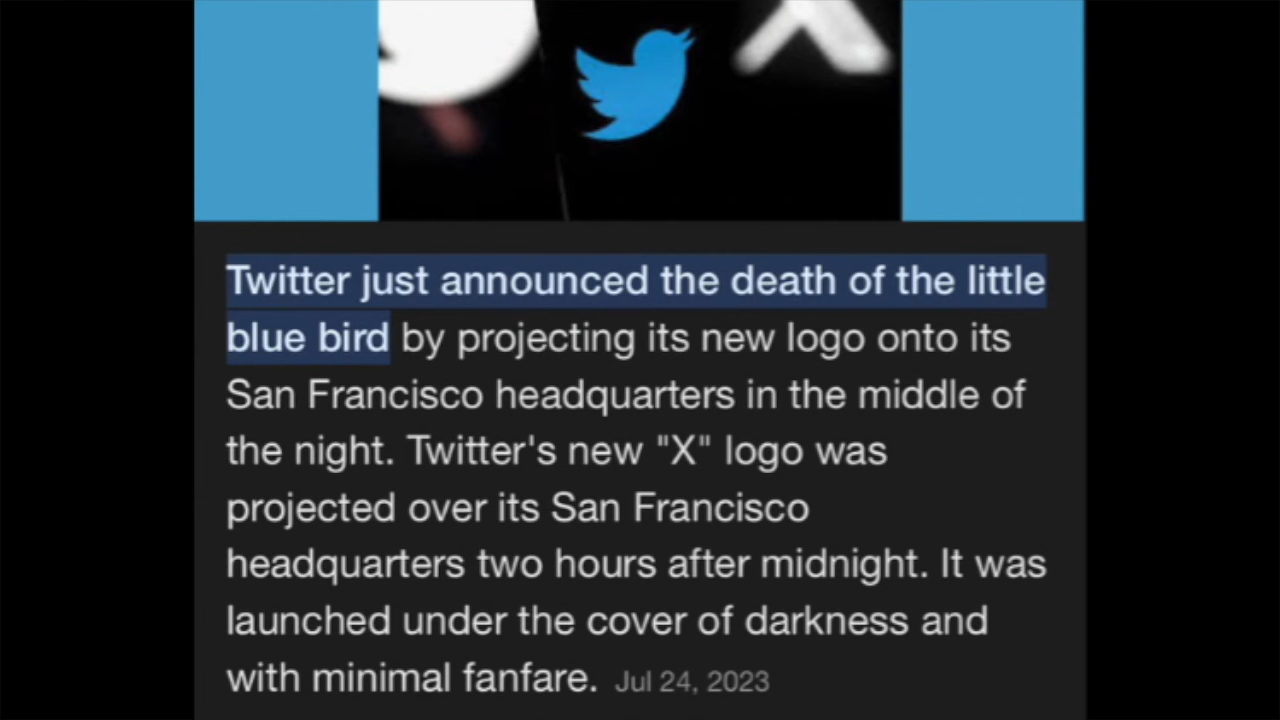 Twitter just announced the death of the little
blue bird by projecting its new logo onto its
San Francisco headquarters in the middle of
the night. Twitter's new "X" logo was
projected over its San Francisco
headquarters two hours after midnight. It was
launched under the cover of darkness and
with minimal fanfare. Jul 24, 2023